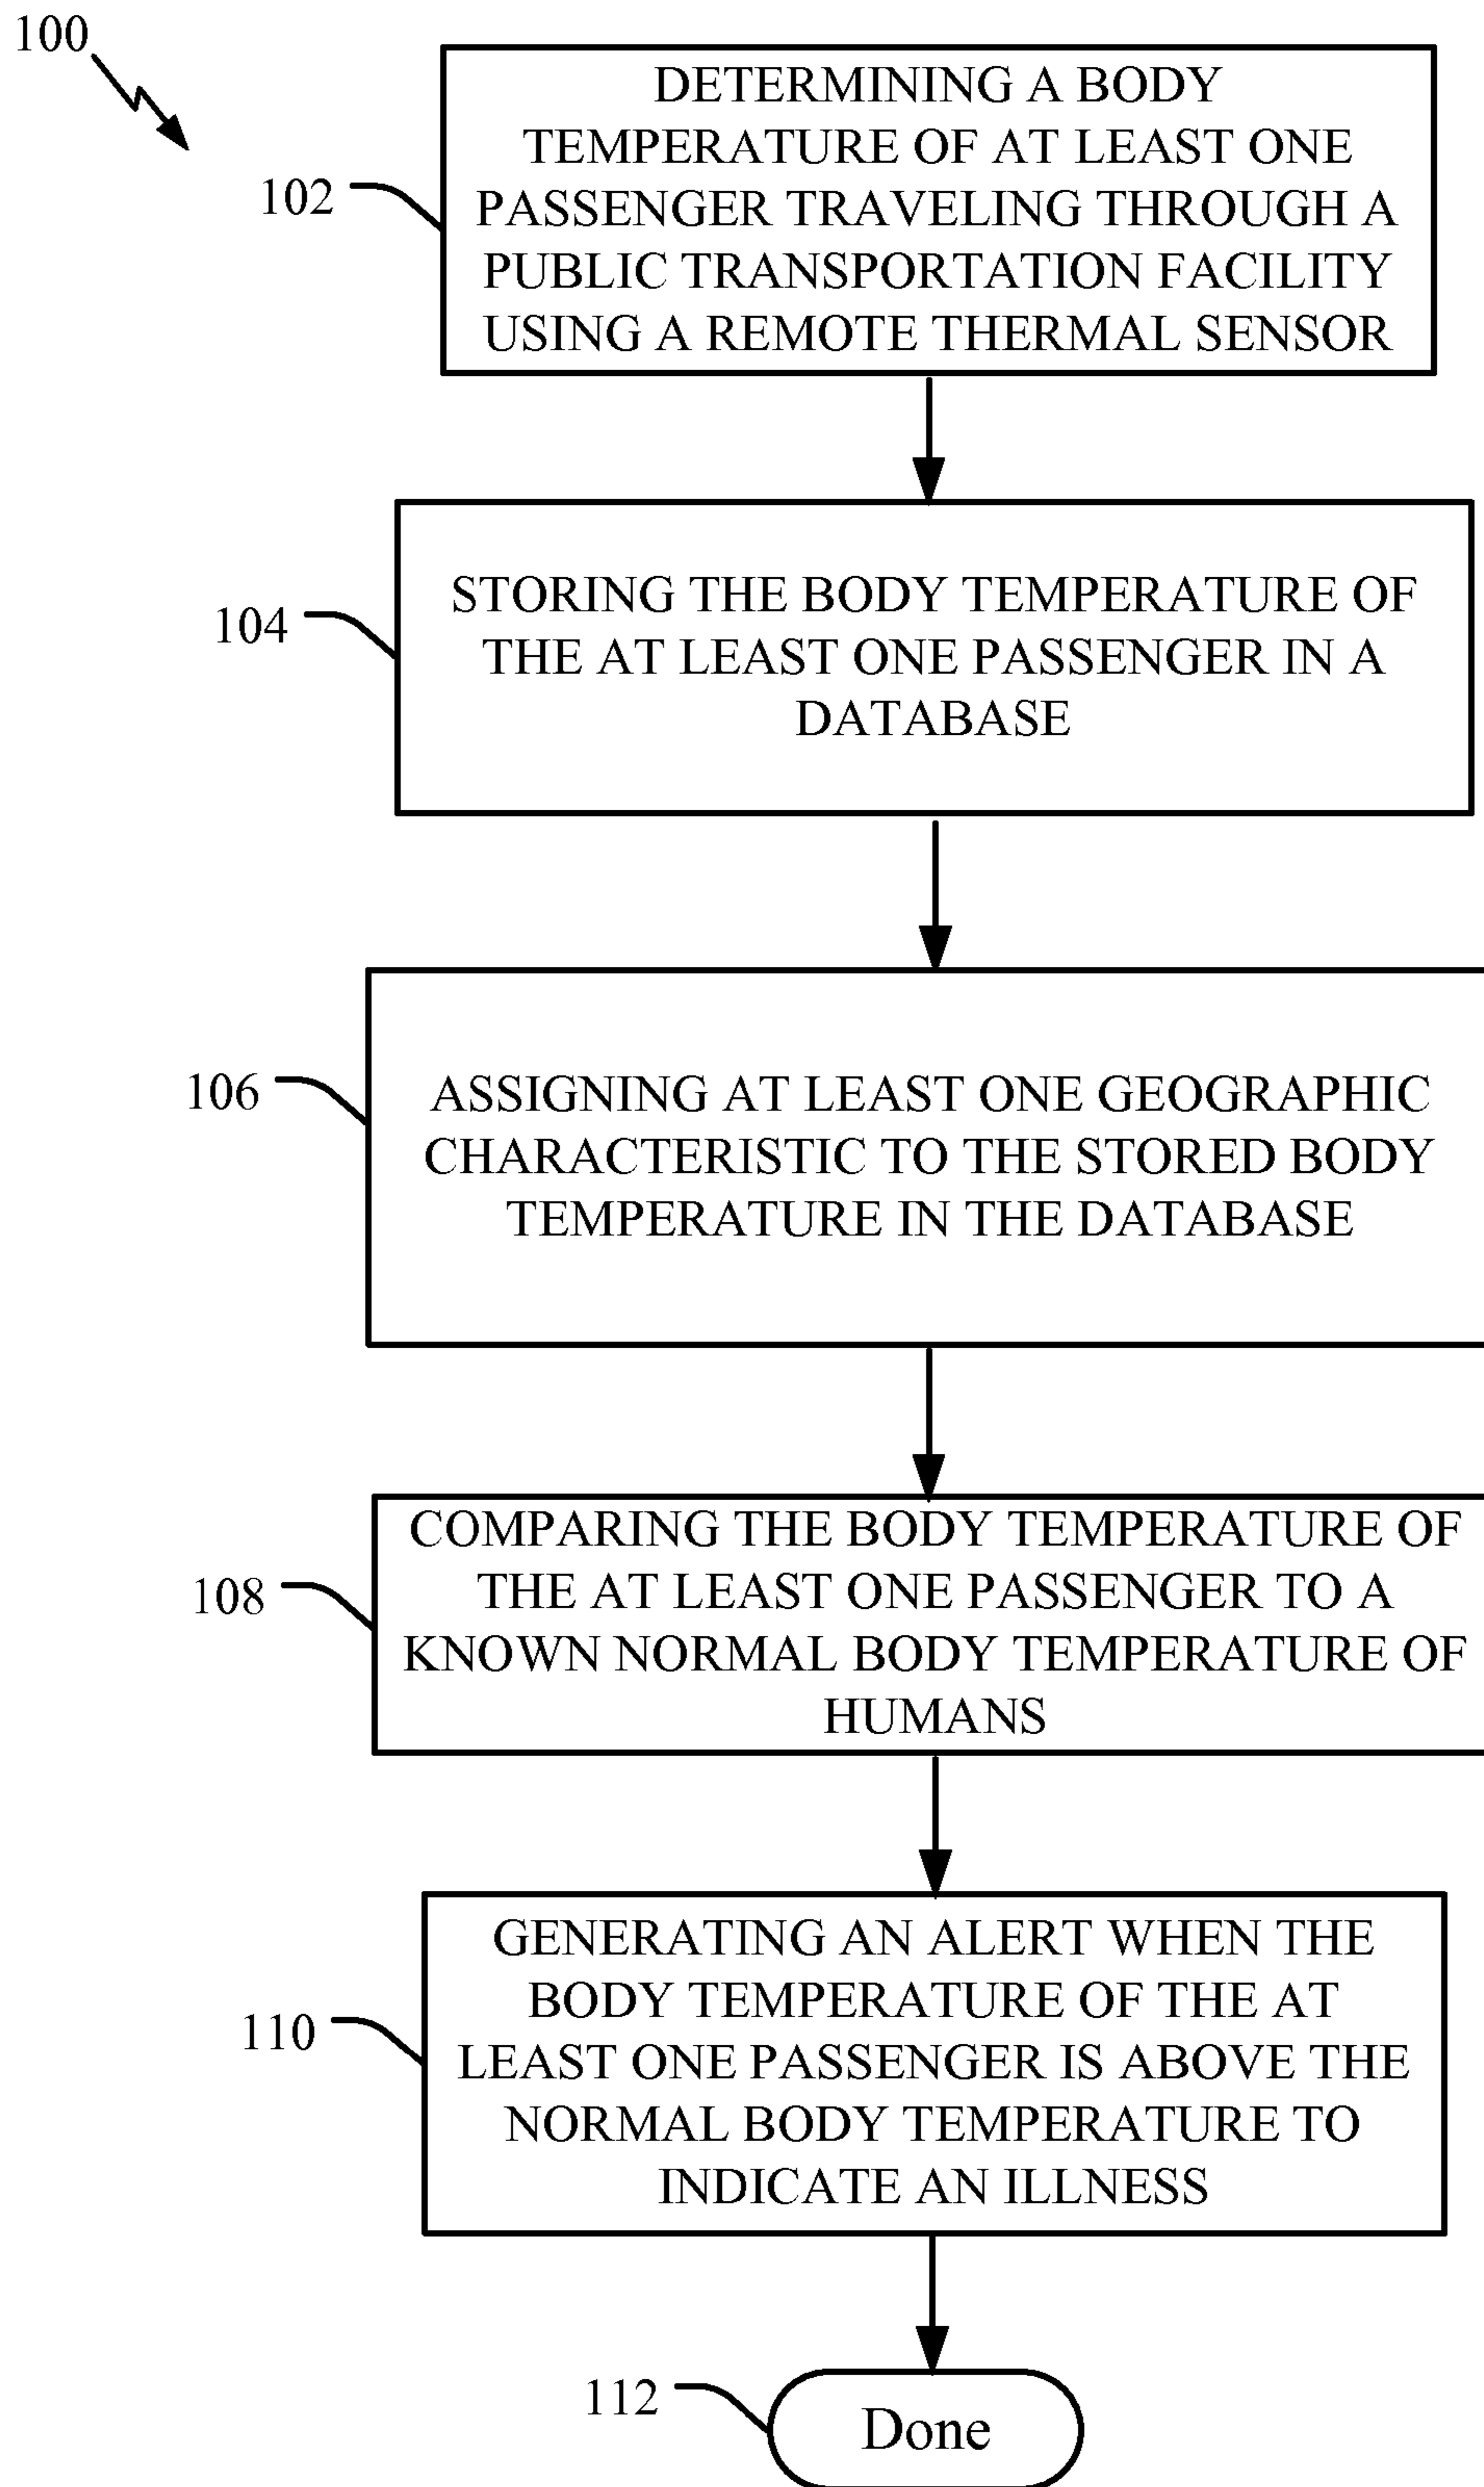 100
DETERMINING A BODY
TEMPERATURE OF AT LEAST ONE
PASSENGER TRAVELING THROUGH A
PUBLIC TRANSPORTATION FACILITY
USING A REMOTE THERMAL SENSOR
102
STORING THE BODY TEMPERATURE OF
THE AT LEAST ONE PASSENGER IN A
DATABASE
104
ASSIGNING AT LEAST ONE GEOGRAPHIC
CHARACTERISTIC TO THE STORED BODY
TEMPERATURE IN THE DATABASE
106
COMPARING THE BODY TEMPERATURE OF
THE AT LEAST ONE PASSENGER TO A
KNOWN NORMAL BODY TEMPERATURE OF
HUMANS
108
GENERATING AN ALERT WHEN THE
BODY TEMPERATURE OF THE AT
LEAST ONE PASSENGER IS ABOVE THE
NORMAL BODY TEMPERATURE TO
INDICATE AN ILLNESS
110
112
Done